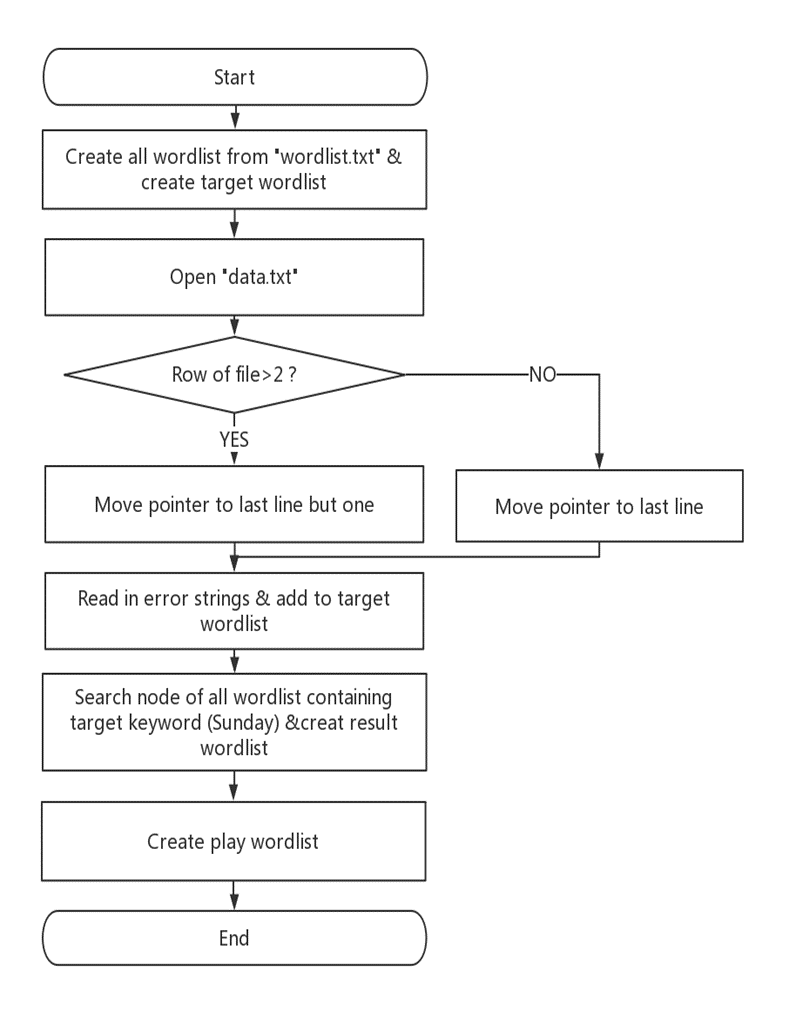 Start
Create all wordlist from "wordlist.txt" &
create target wordlist
Open "data.txt"
Row of file>2 ?
NO
YES
Move pointer to last line but one
Move pointer to last line
Read in error strings & add to target
wordlist
Search node of all wordlist containing
target keyword (Sunday) &creat result
wordlist
Create play wordlist
End